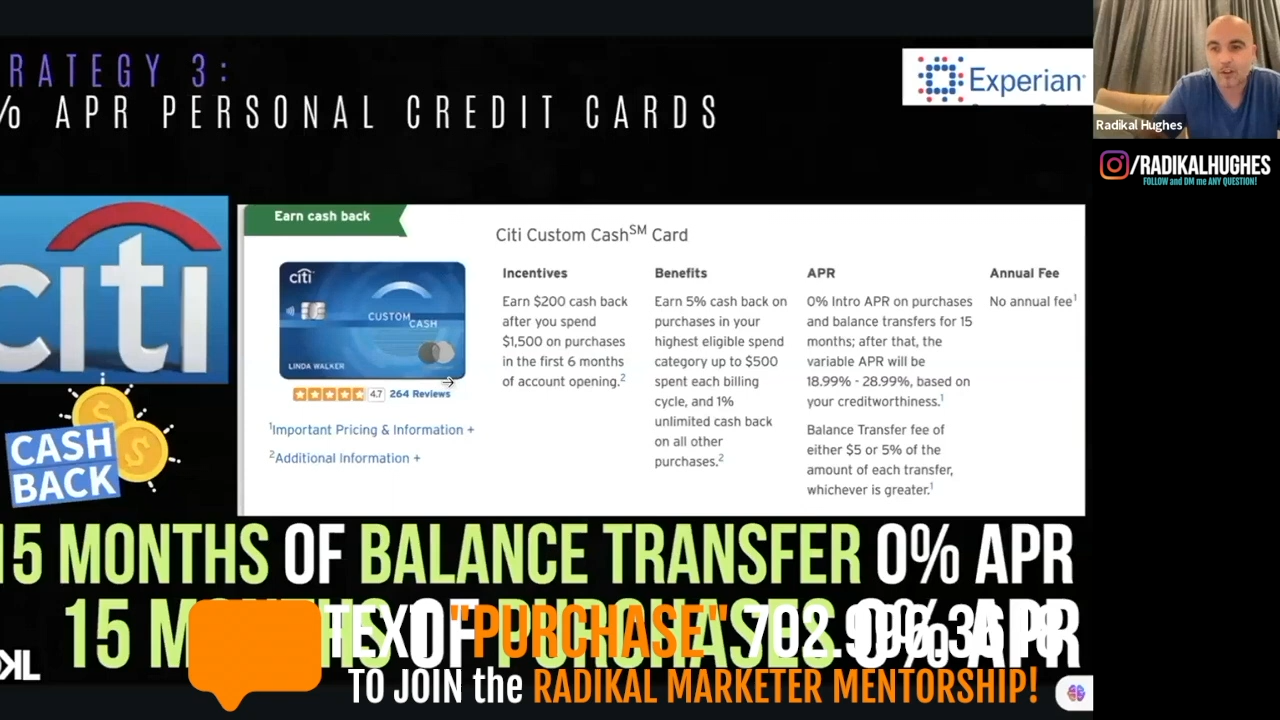 RATEGY 3:
% APR PERSONAL CREDIT CARDS
Experian
Radikal Hughes
/RADIKALHUGHES
FOLLOW and DM me ANY QUESTION!
citi
CASH
BACK
Earn cash back
Citi Custom CashSM Card
citi
CUSTOM
CASH
LINDA WALKER
4.7 264 Reviews
1Important Pricing & Information +
2Additional Information +
Incentives
Earn $200 cash back
after you spend
$1,500 on purchases
in the first 6 months
of account opening.2
Benefits
Earn 5% cash back on
purchases in your
highest eligible spend
category up to $500
spent each billing
cycle, and 1%
unlimited cash back
on all other
purchases.2
APR
0% Intro APR on purchases
and balance transfers for 15
months; after that, the
variable APR will be
18.99% - 28.99%, based on
your creditworthiness.1
Balance Transfer fee of
either $5 or 5% of the
amount of each transfer,
whichever is greater.1
Annual Fee
No annual fee1
15 MONTHS OF BALANCE TRANSFER 0% APR
15 MONTHS OF PURCHASES 0% APR
TEXT "PURCHASE"
TO JOIN the RADIKAL MARKETER MENTORSHIP!